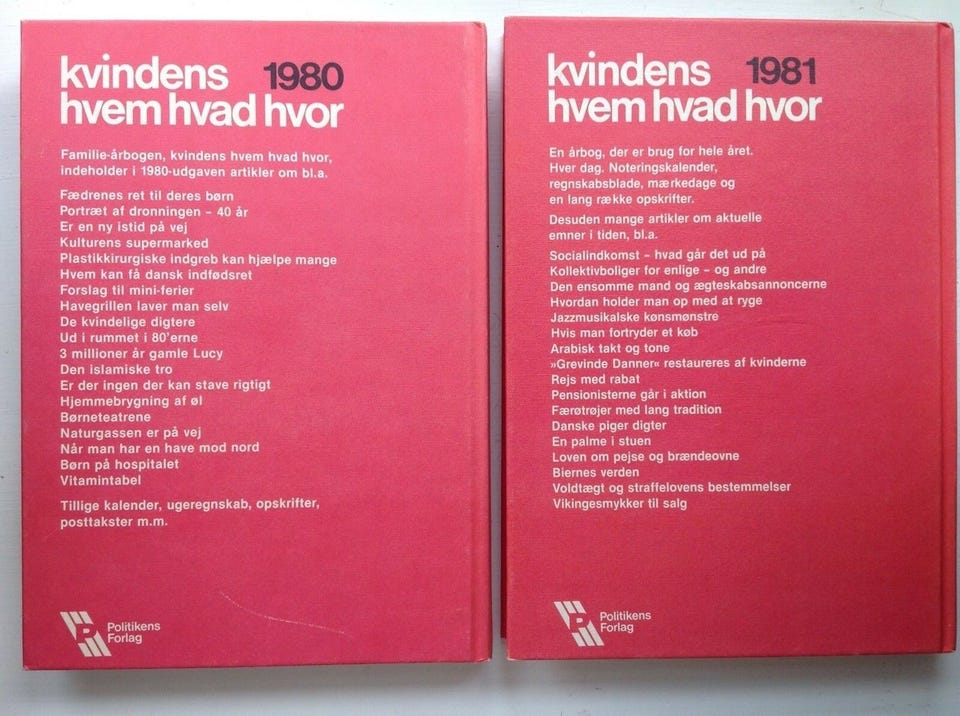 kvindens 1980
hvem hvad hvor
Familie-årbogen, kvindens hvem hvad hvor,
indeholder i 1980-udgaven artikler om bl.a.
Fædrenes ret til deres børn
Portræt af dronningen – 40 år
Er en ny istid på vej
Kulturens supermarked
Plastikkirurgiske indgreb kan hjælpe mange
Hvem kan få dansk indfødsret
Forslag til mini-ferier
Havegrillen laver man selv
De kvindelige digtere
Ud i rummet i 80'erne
3 millioner år gamle Lucy
Den islamiske tro
Er der ingen der kan stave rigtigt
Hjemmebrygning af øl
Børneteatrene
Naturgassen er på vej
Når man har en have mod nord
Børn på hospitalet
Vitamintabel
Tillige kalender, ugeregnskab, opskrifter,
posttakster m.m.
P
Politikens
Forlag
kvindens 1981
hvem hvad hvor
En årbog, der er brug for hele året.
Hver dag. Noteringskalender,
regnskabsblade, mærkedage og
en lang række opskrifter.
Desuden mange artikler om aktuelle
emner i tiden, bl.a.
Socialindkomst – hvad går det ud på
Kollektivboliger for enlige – og andre
Den ensomme mand og ægteskabsannoncerne
Hvordan holder man op med at ryge
Jazzmusikalske kønsmønstre
Hvis man fortryder et køb
Arabisk takt og tone
»Grevinde Danner« restaureres af kvinderne
Rejs med rabat
Pensionisterne går i aktion
Færøtrøjer med lang tradition
Danske piger digter
En palme i stuen
Loven om pejse og brændeovne
Biernes verden
Voldtægt og straffelovens bestemmelser
Vikingesmykker til salg
P
Politikens
Forlag